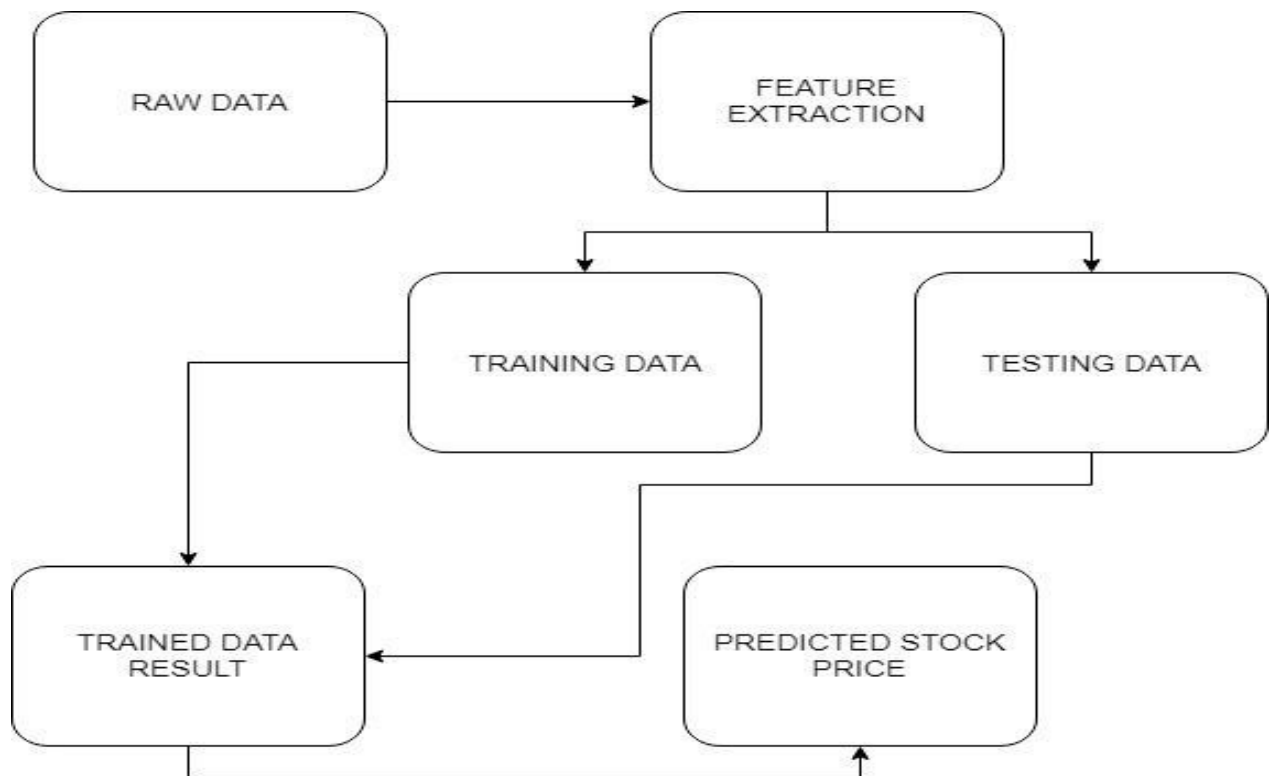 RAW DATA
FEATURE
EXTRACTION
TRAINING DATA
TESTING DATA
TRAINED DATA
RESULT
PREDICTED STOCK
PRICE